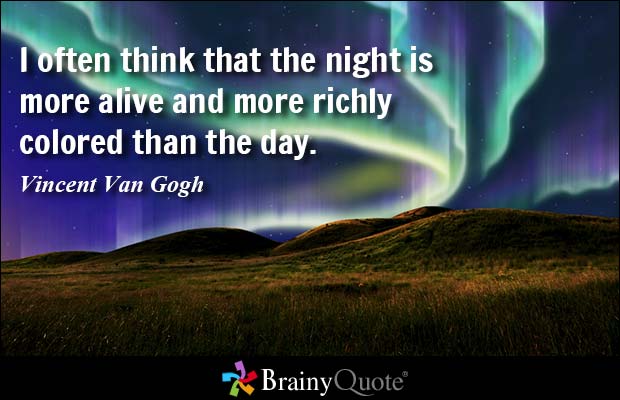 I often think that the night is
more alive and more richly
colored than the day.
Vincent Van Gogh
BrainyQuote®